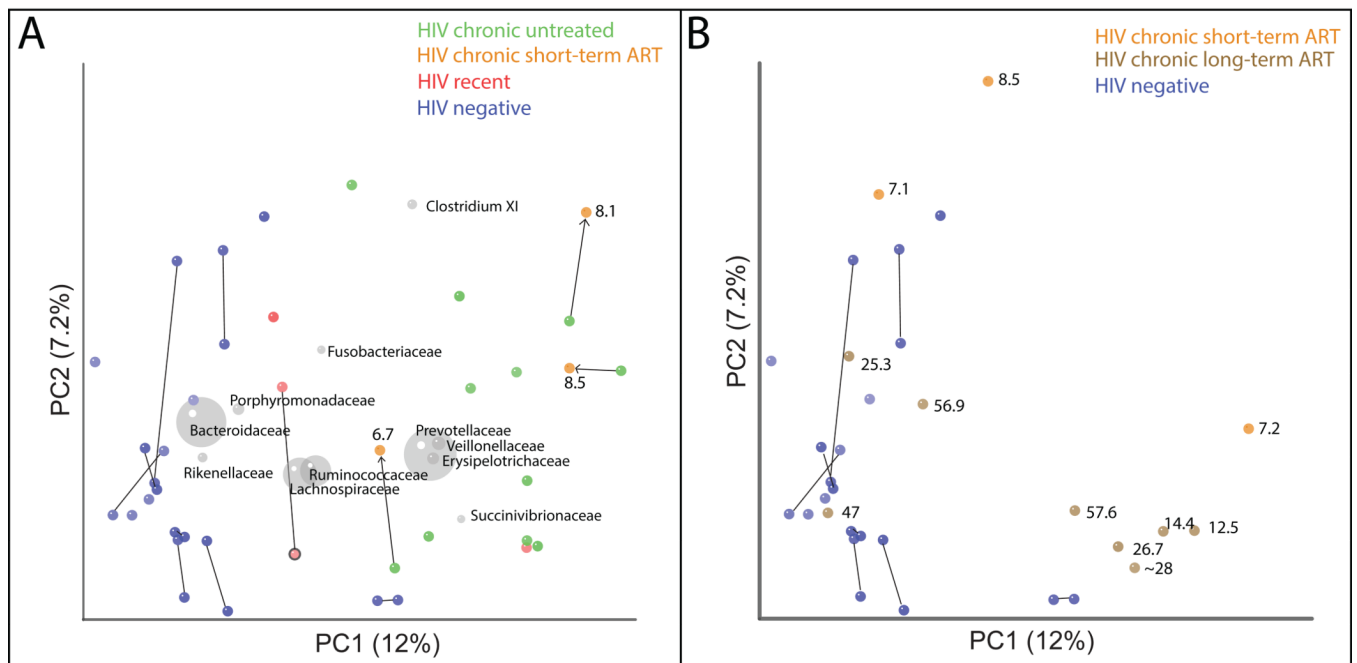 A
HIV chronic untreated
HIV chronic short-term ART
HIV recent
HIV negative
Clostridium XI
8.1
Fusobacteriaceae
8.5
Porphyromonadaceae
Bacteroidaceae
6.7
Prevotellaceae
Veillonellaceae
Erysipelotrichaceae
Rikenellaceae
Ruminococcaceae
Lachnospiraceae
Succinivibrionaceae
PC2 (7.2%)
PC1 (12%)
B
HIV chronic short-term ART
HIV chronic long-term ART
HIV negative
8.5
7.1
25.3
56.9
7.2
47
57.6
14.4
12.5
26.7
~28
PC2 (7.2%)
PC1 (12%)